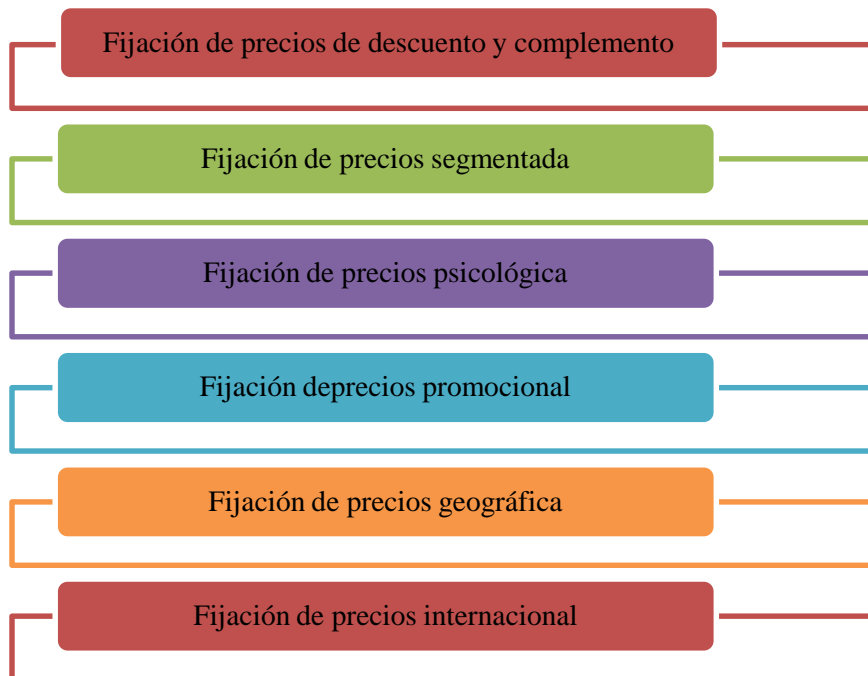 Fijación de precios de descuento y complemento
Fijación de precios segmentada
Fijación de precios psicológica
Fijación deprecios promocional
Fijación de precios geográfica
Fijación de precios internacional